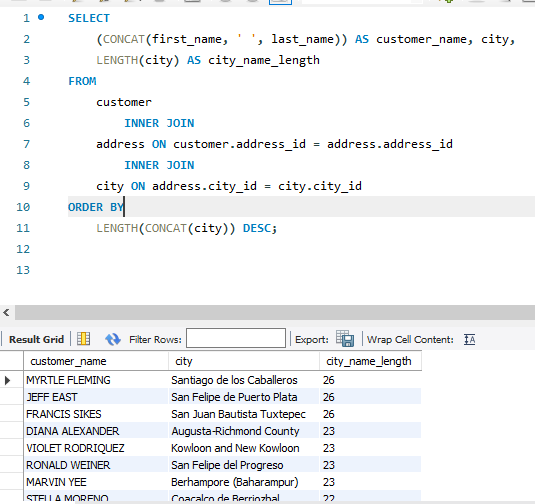 1 SELECT
2 (CONCAT(first_name, ' ', last_name)) AS customer_name, city,
3 LENGTH(city) AS city_name_length
4 FROM
5 customer
6 INNER JOIN
7 address ON customer.address_id = address.address_id
8 INNER JOIN
9 city ON address.city_id = city.city_id
10 ORDER BY
11 LENGTH(CONCAT(city)) DESC;
12
13
Result Grid Filter Rows: Export: Wrap Cell Content:
customer_name city city_name_length
MYRTLE FLEMING Santiago de los Caballeros 26
JEFF EAST San Felipe de Puerto Plata 26
FRANCIS SIKES San Juan Bautista Tuxtepec 26
DIANA ALEXANDER Augusta-Richmond County 23
VIOLET RODRIQUEZ Kowloon and New Kowloon 23
RONALD WEINER San Felipe del Progreso 23
MARVIN YEE Berhampore (Baharampur) 23
STELLA MORENO Coacalco de Berriozbal 22